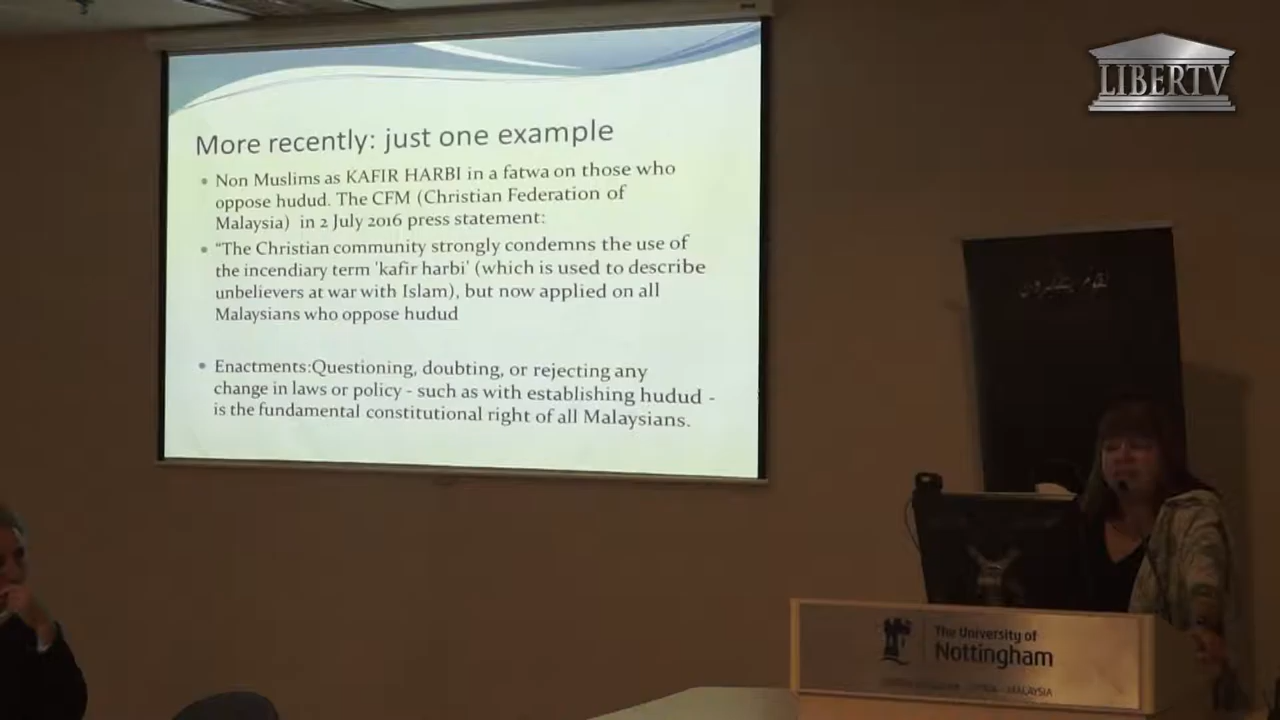 LIBERTV
More recently: just one example
• Non Muslims as KAFIR HARBI in a fatwa on those who
oppose hudud. The CFM (Christian Federation of
Malaysia) in 2 July 2016 press statement:
• “The Christian community strongly condemns the use of
the incendiary term 'kafir harbi' (which is used to describe
unbelievers at war with Islam), but now applied on all
Malaysians who oppose hudud
• Enactments:Questioning, doubting, or rejecting any
change in laws or policy - such as with establishing hudud -
is the fundamental constitutional right of all Malaysians.
The University of
Nottingham
MALAYSIA